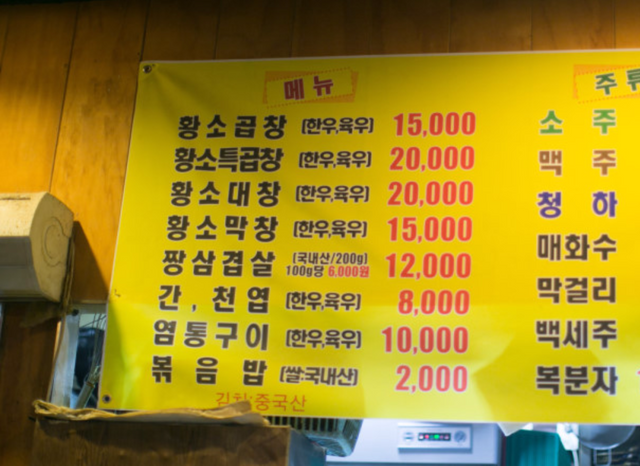 메뉴
황소곱창 (한우,육우) 15,000
황소특곱창 (한우,육우) 20,000
황소대창 (한우,육우) 20,000
황소막창 (한우,육우) 15,000
짱삼겹살 (국내산/200g) 100g당 6,000원 12,000
간, 천엽 (한우,육우) 8,000
염통구이 (한우,육우) 10,000
볶음밥 (쌀:국내산) 2,000
김치:중국산
주류
소주
맥주
청하
매화수
막걸리
백세주
복분자